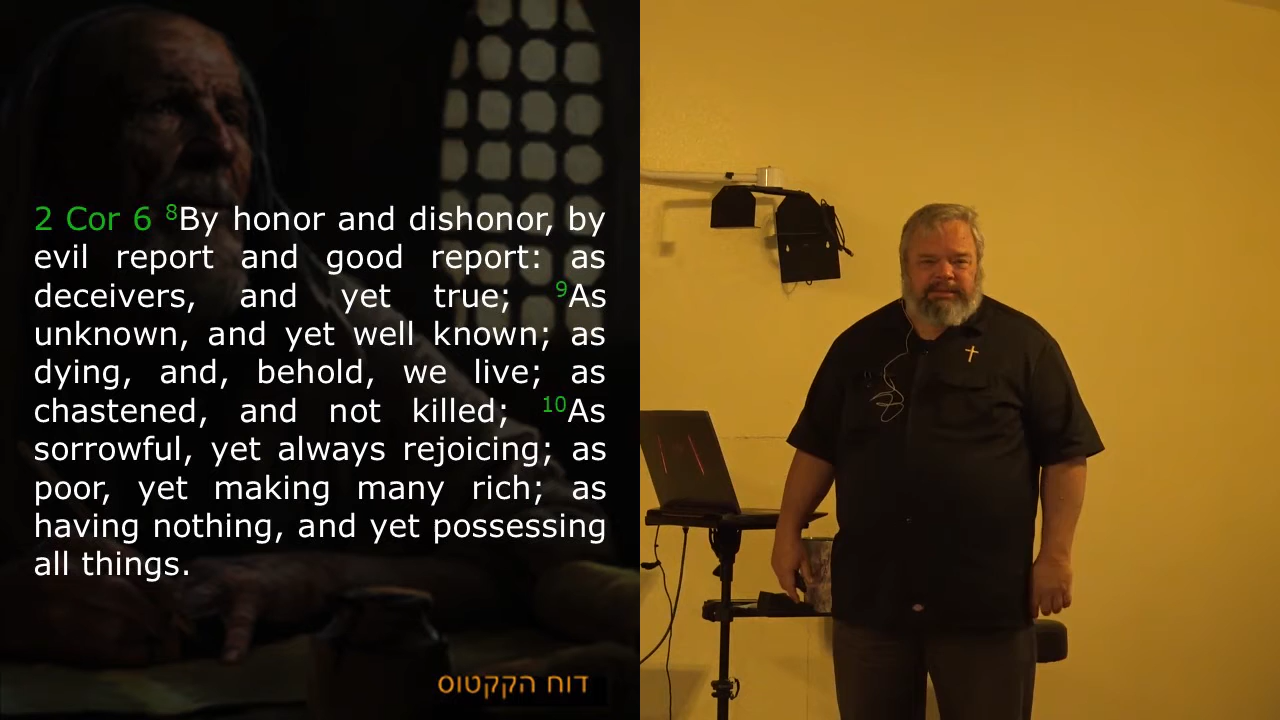 2 Cor 6 8By honor and dishonor, by
evil report and good report: as
deceivers, and yet true; 9As
unknown, and yet well known; as
dying, and, behold, we live; as
chastened, and not killed; 10As
sorrowful, yet always rejoicing; as
poor, yet making many rich; as
having nothing, and yet possessing
all things.
דוח הקקטוס